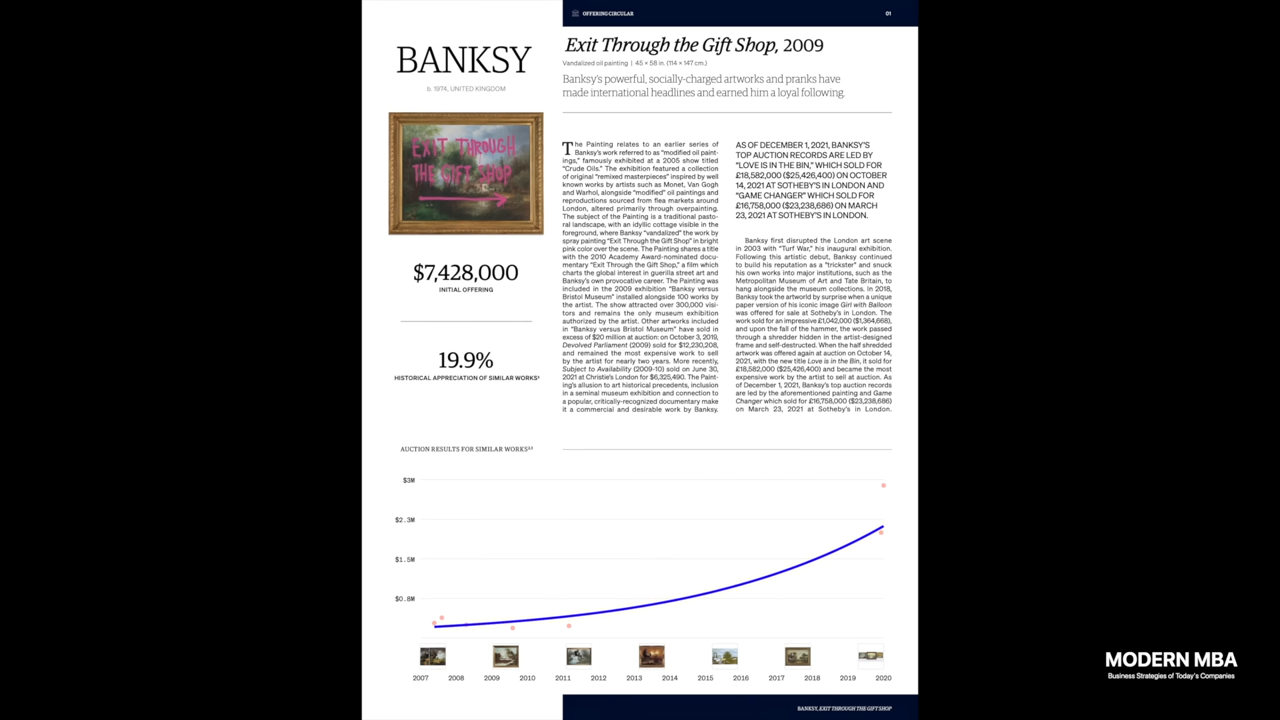 OFFERING CIRCULAR
01
BANKSY
b. 1974, UNITED KINGDOM
EXIT THROUGH
THE GIFT SHOP
$7,428,000
INITIAL OFFERING
19.9%
HISTORICAL APPRECIATION OF SIMILAR WORKS¹
Exit Through the Gift Shop, 2009
Vandalized oil painting | 45 × 58 in. (114 × 147 cm.)
Banksy's powerful, socially-charged artworks and pranks have
made international headlines and earned him a loyal following.
The Painting relates to an earlier series of
Banksy's work referred to as "modified oil paint-
ings," famously exhibited at a 2005 show titled
"Crude Oils." The exhibition featured a collection
of original "remixed masterpieces" inspired by well
known works by artists such as Monet, Van Gogh
and Warhol, alongside "modified" oil paintings and
reproductions sourced from flea markets around
London, altered primarily through overpainting.
The subject of the Painting is a traditional pasto-
ral landscape, with an idyllic cottage visible in the
foreground, where Banksy "vandalized" the work by
spray painting "Exit Through the Gift Shop" in bright
pink color over the scene. The Painting shares a title
with the 2010 Academy Award-nominated docu-
mentary "Exit Through the Gift Shop," a film which
charts the global interest in guerilla street art and
Banksy's own provocative career. The Painting was
included in the 2009 exhibition "Banksy versus
Bristol Museum" installed alongside 100 works by
the artist. The show attracted over 300,000 visi-
tors and remains the only museum exhibition
authorized by the artist. Other artworks included
in "Banksy versus Bristol Museum" have sold in
excess of $20 million at auction: on October 3, 2019,
Devolved Parliament (2009) sold for $12,230,208,
and remained the most expensive work to sell
by the artist for nearly two years. More recently,
Subject to Availability (2009-10) sold on June 30,
2021 at Christie's London for $6,325,490. The Paint-
ing's allusion to art historical precedents, inclusion
in a seminal museum exhibition and connection to
a popular, critically-recognized documentary make
it a commercial and desirable work by Banksy.
AS OF DECEMBER 1, 2021, BANKSY'S
TOP AUCTION RECORDS ARE LED BY
"LOVE IS IN THE BIN," WHICH SOLD FOR
£18,582,000 ($25,426,400) ON OCTOBER
14, 2021 AT SOTHEBY'S IN LONDON AND
"GAME CHANGER" WHICH SOLD FOR
£16,758,000 ($23,238,686) ON MARCH
23, 2021 AT SOTHEBY'S IN LONDON.
Banksy first disrupted the London art scene
in 2003 with "Turf War," his inaugural exhibition.
Following this artistic debut, Banksy continued
to build his reputation as a "trickster" and snuck
his own works into major institutions, such as the
Metropolitan Museum of Art and Tate Britain, to
hang alongside the museum collections. In 2018,
Banksy took the artworld by surprise when a unique
paper version of his iconic image Girl with Balloon
was offered for sale at Sotheby's in London. The
work sold for an impressive £1,042,000 ($1,364,668),
and upon the fall of the hammer, the work passed
through a shredder hidden in the artist-designed
frame and self-destructed. When the half shredded
artwork was offered again at auction on October 14,
2021, with the new title Love is in the Bin, it sold for
£18,582,000 ($25,426,400) and became the most
expensive work by the artist to sell at auction. As
of December 1, 2021, Banksy's top auction records
are led by the aforementioned painting and Game
Changer which sold for £16,758,000 ($23,238,686)
on March 23, 2021 at Sotheby's in London.
AUCTION RESULTS FOR SIMILAR WORKS
$3M
$2.3M
$1.5M
$0.8M
2007 2008 2009 2010 2011 2012 2013 2014 2015 2016 2017 2018 2019 2020
BANKSY, EXIT THROUGH THE GIFT SHOP
MODERN MBA
Business Strategies of Today's Companies